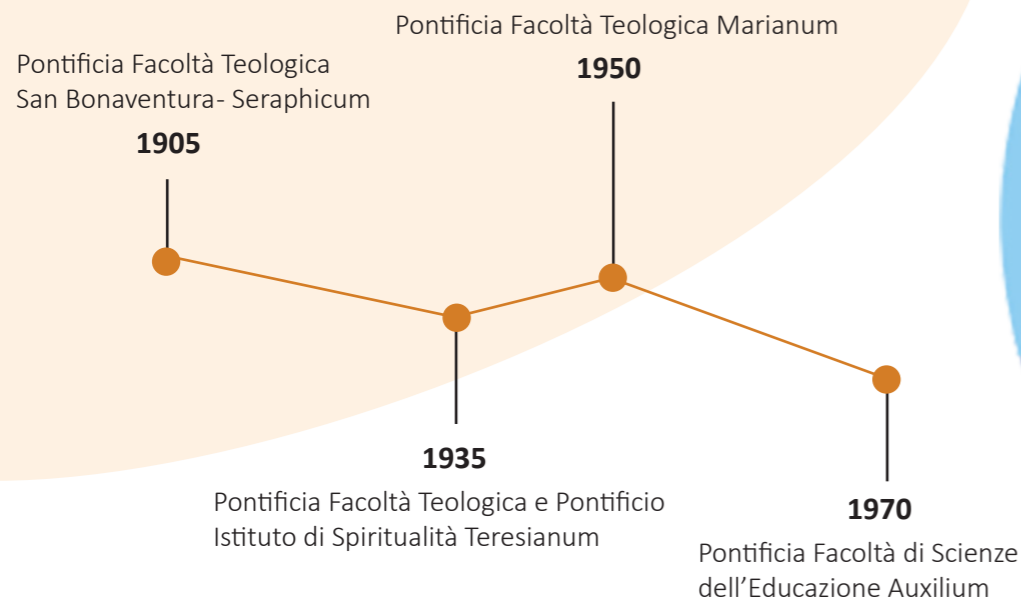 Pontificia Facoltà Teologica
San Bonaventura- Seraphicum
1905
Pontificia Facoltà Teologica Marianum
1950
1935
Pontificia Facoltà Teologica e Pontificio
Istituto di Spiritualità Teresianum
1970
Pontificia Facoltà di Scienze
dell’Educazione Auxilium